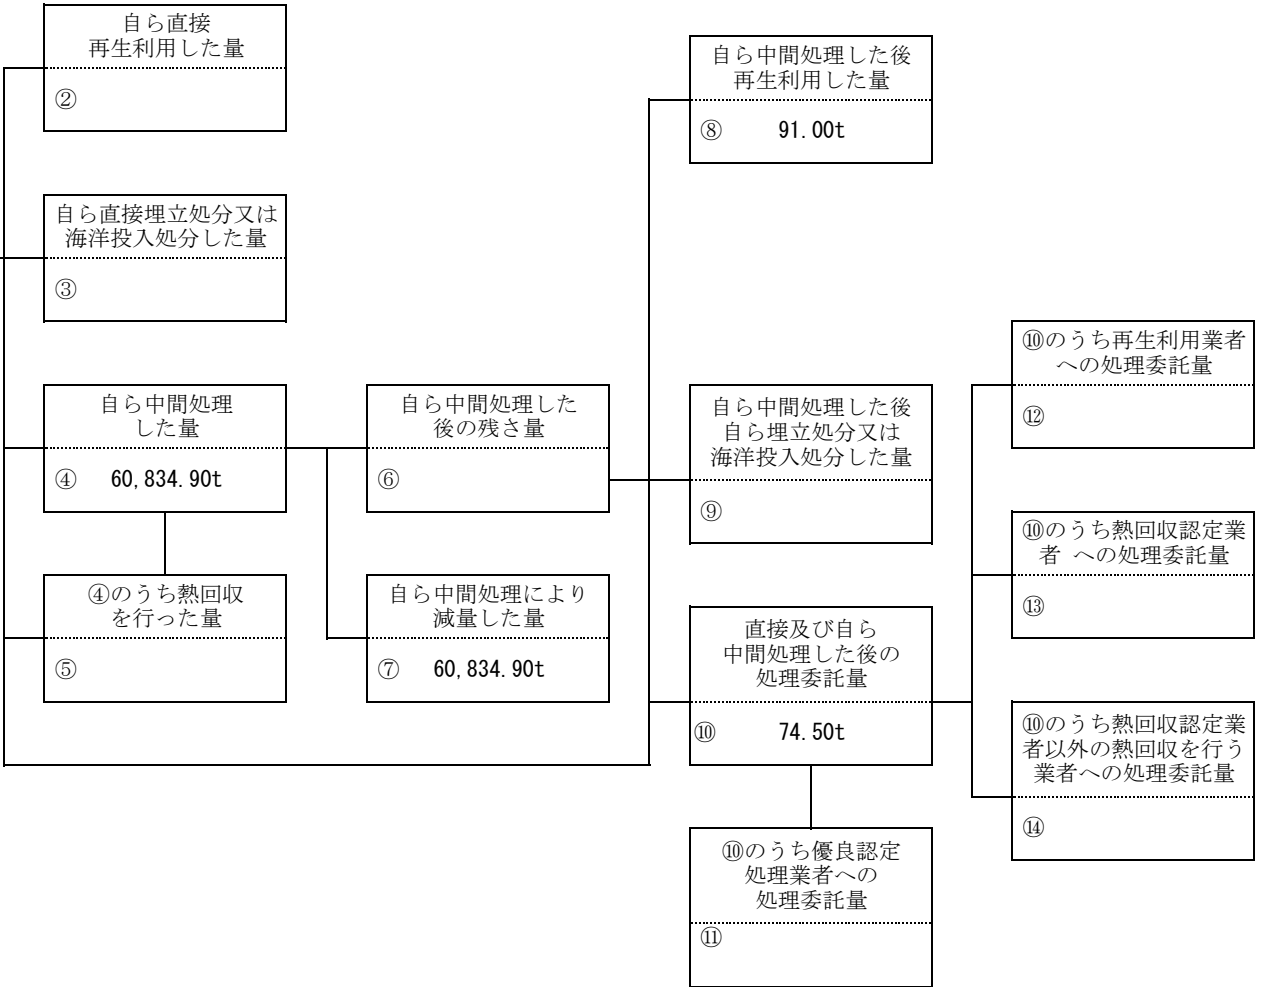 自ら直接
再生利用した量
②
自ら直接埋立処分又は
海洋投入処分した量
③
自ら中間処理
した量
④ 60,834.90t
④のうち熱回収
を行った量
⑤
自ら中間処理した
後の残さ量
⑥
自ら中間処理により
減量した量
⑦ 60,834.90t
自ら中間処理した後
再生利用した量
⑧ 91.00t
自ら中間処理した後
自ら埋立処分又は
海洋投入処分した量
⑨
直接及び自ら
中間処理した後の
処理委託量
⑩ 74.50t
⑩のうち優良認定
処理業者への
処理委託量
⑪
⑩のうち再生利用業者
への処理委託量
⑫
⑩のうち熱回収認定業
者 への処理委託量
⑬
⑩のうち熱回収認定業
者以外の熱回収を行う
業者への処理委託量
⑭